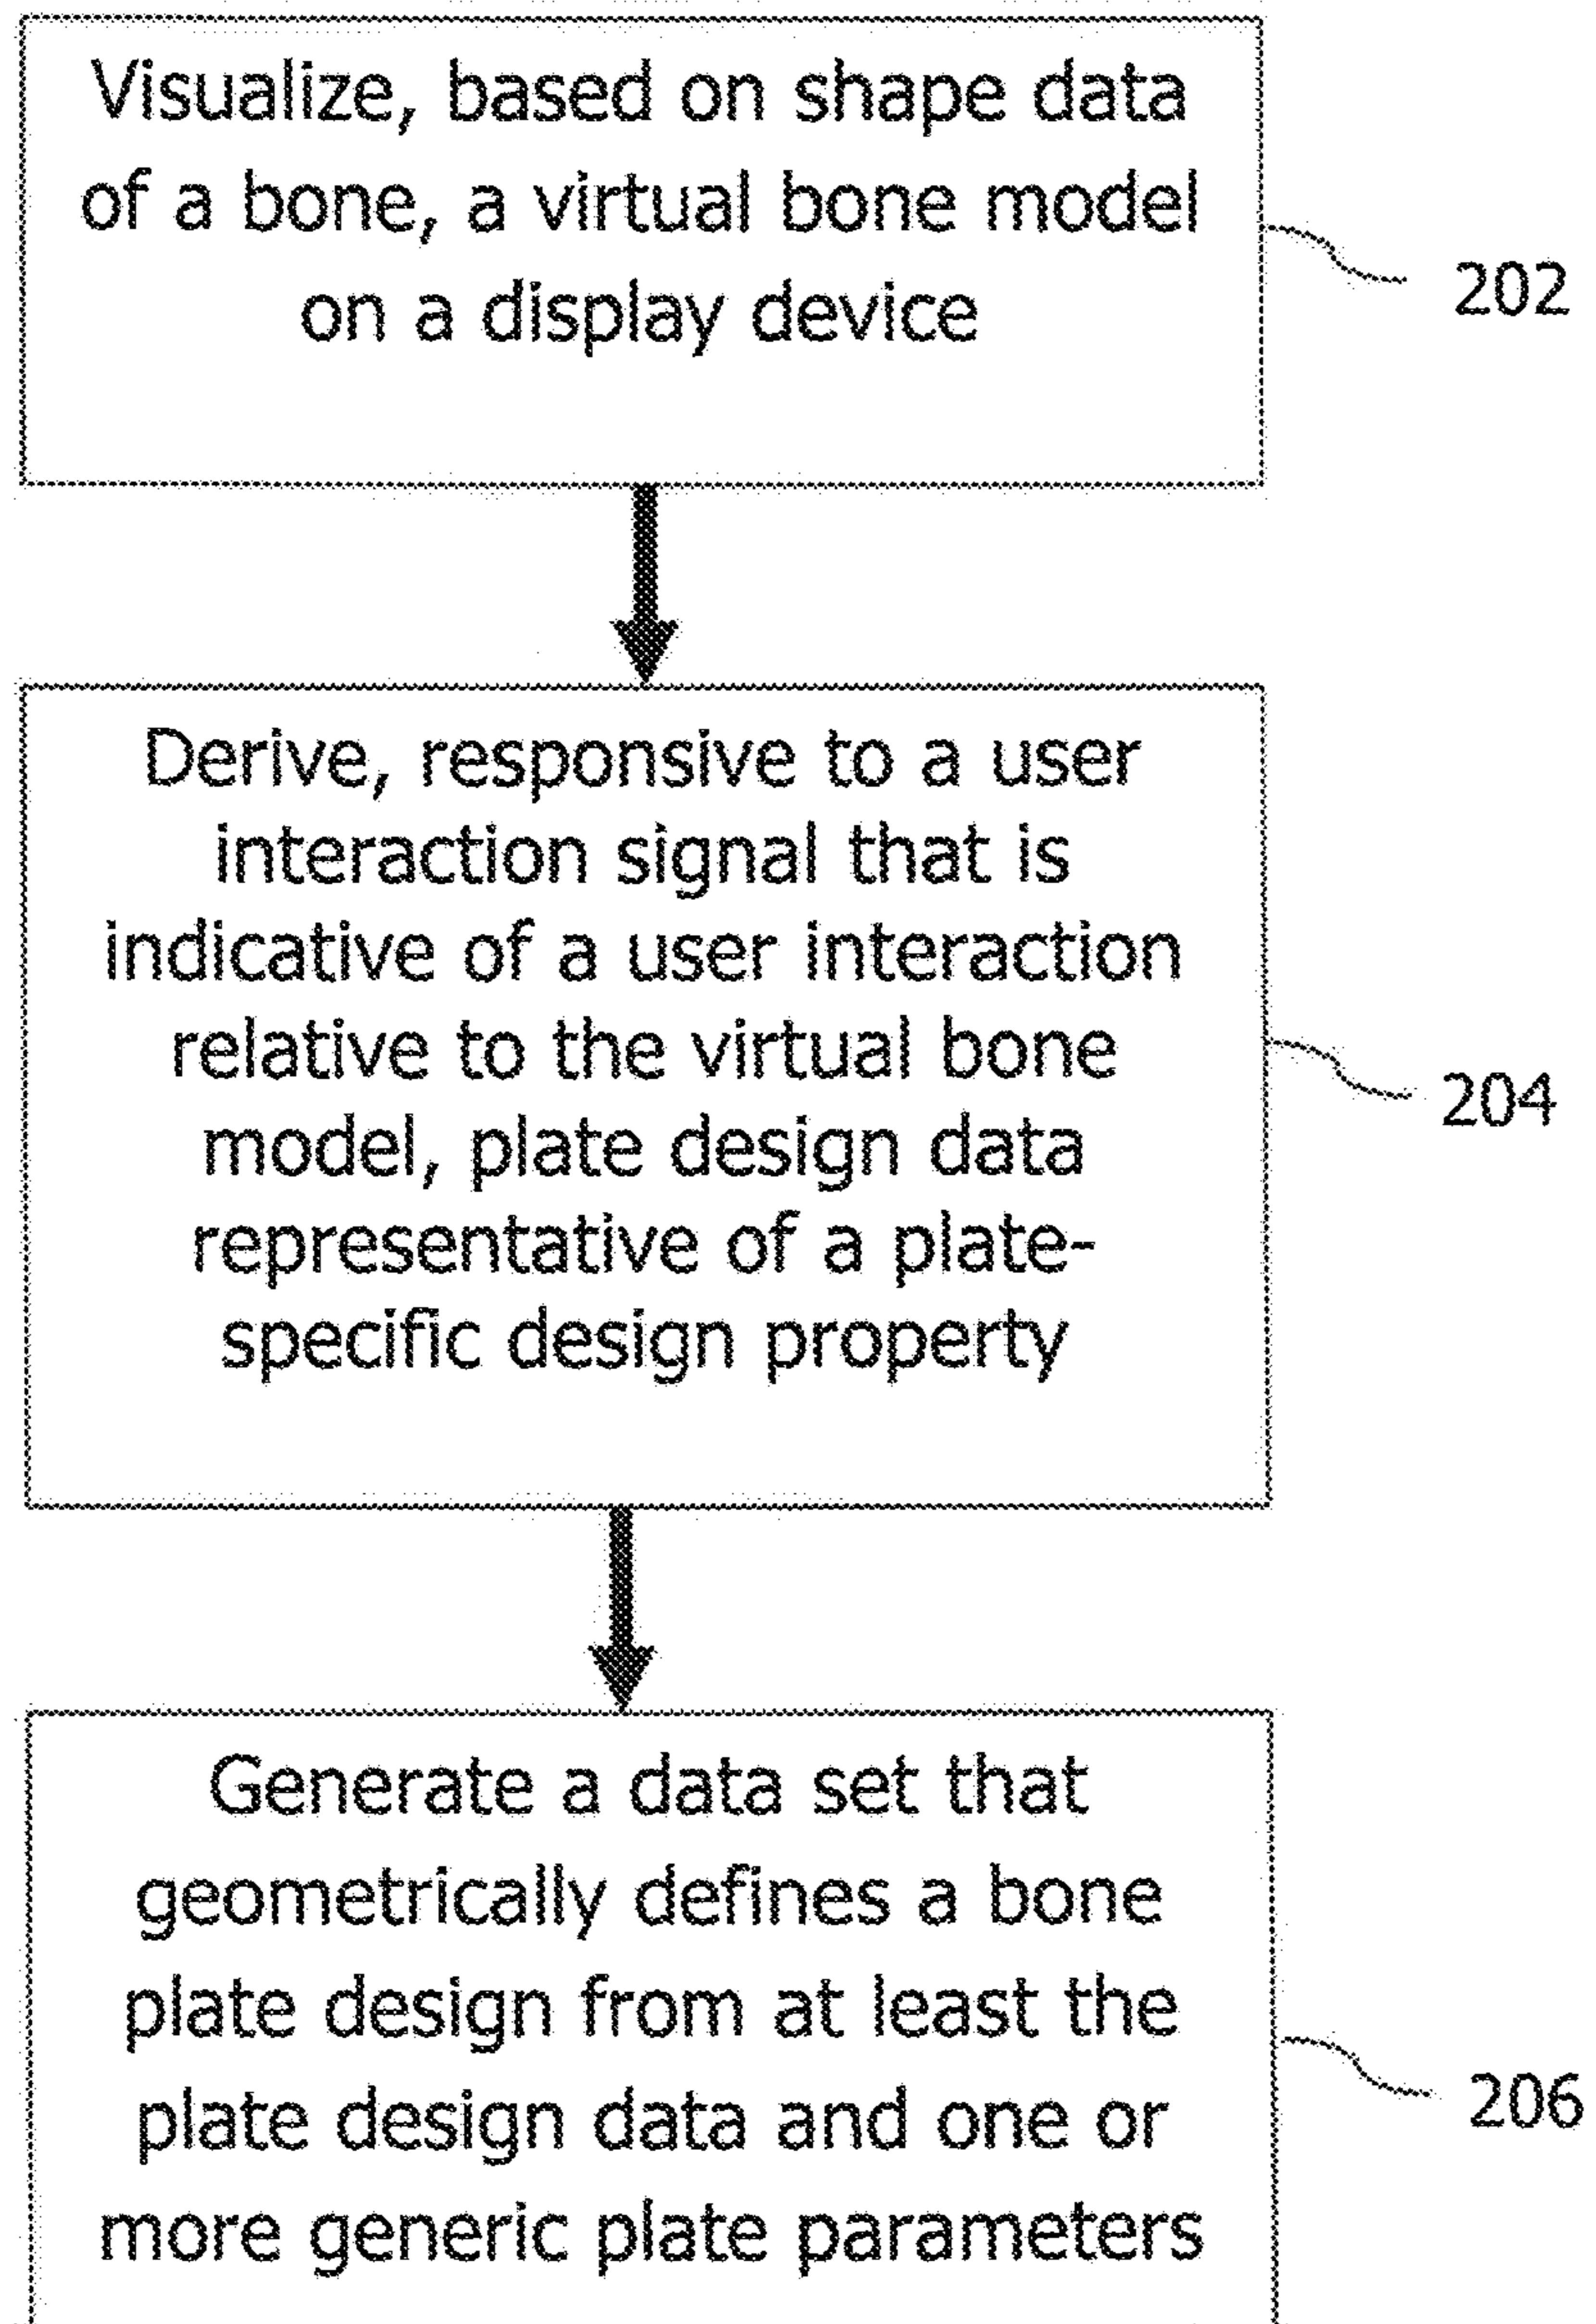 Visualize, based on shape data
of a bone, a virtual bone model
on a display device
202
Derive, responsive to a user
interaction signal that is
indicative of a user interaction
relative to the virtual bone
model, plate design data
representative of a plate-
specific design property
204
Generate a data set that
geometrically defines a bone
plate design from at least the
plate design data and one or
more generic plate parameters
206